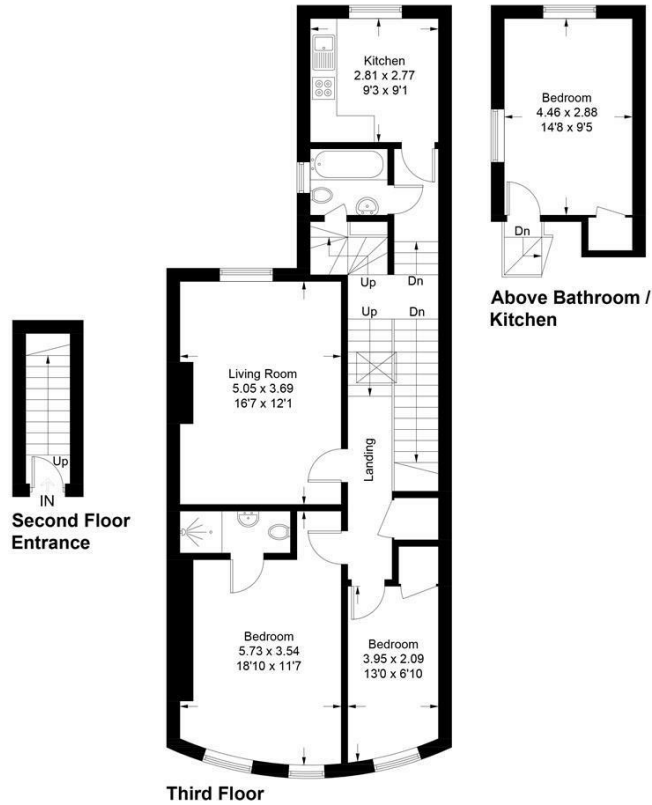 Kitchen
2.81 x 2.77
9'3 x 9'1
Bedroom
4.46 x 2.88
14'8 x 9'5
Dn
Above Bathroom /
Kitchen
Up
Dn
Up
Dn
Living Room
5.05 x 3.69
16'7 x 12'1
Landing
Up
IN
Second Floor
Entrance
Bedroom
5.73 x 3.54
18'10 x 11'7
Bedroom
3.95 x 2.09
13'0 x 6'10
Third Floor